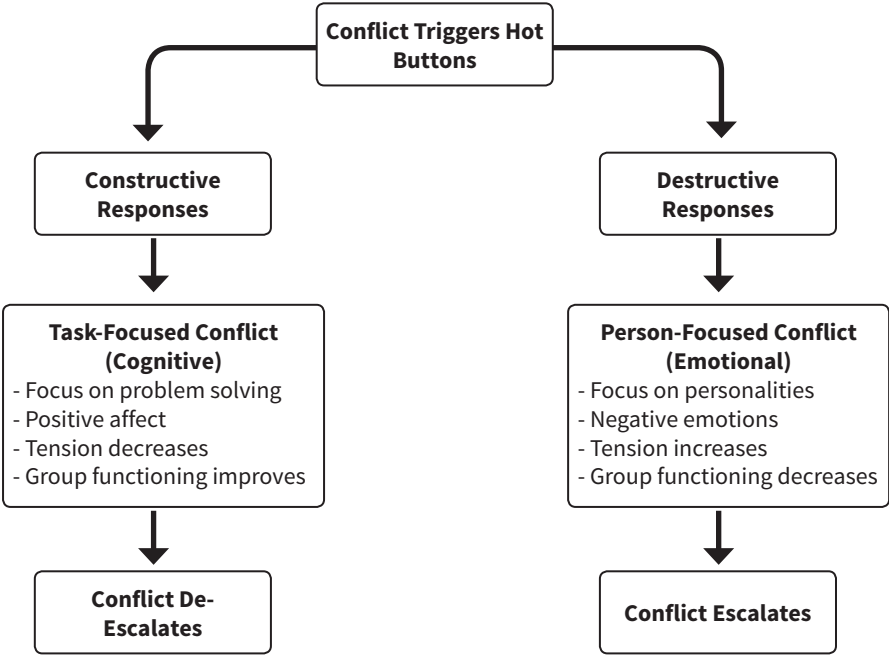 Conflict Triggers Hot
Buttons
Constructive
Responses
Destructive
Responses
Task-Focused Conflict
(Cognitive)
- Focus on problem solving
- Positive affect
- Tension decreases
- Group functioning improves
Person-Focused Conflict
(Emotional)
- Focus on personalities
- Negative emotions
- Tension increases
- Group functioning decreases
Conflict De-
Escalates
Conflict Escalates